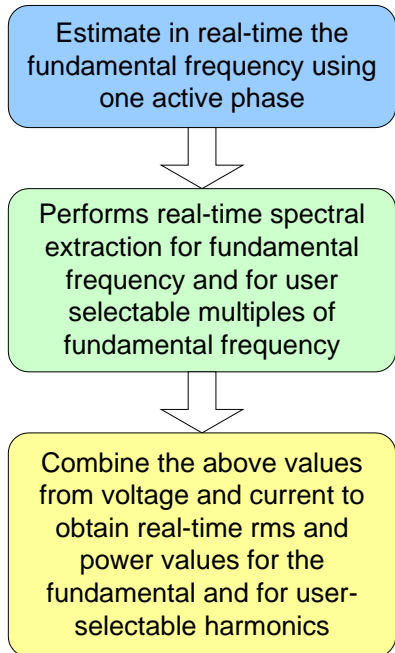 Estimate in real-time the
fundamental frequency using
one active phase
Performs real-time spectral
extraction for fundamental
frequency and for user
selectable multiples of
fundamental frequency
Combine the above values
from voltage and current to
obtain real-time rms and
power values for the
fundamental and for user-
selectable harmonics